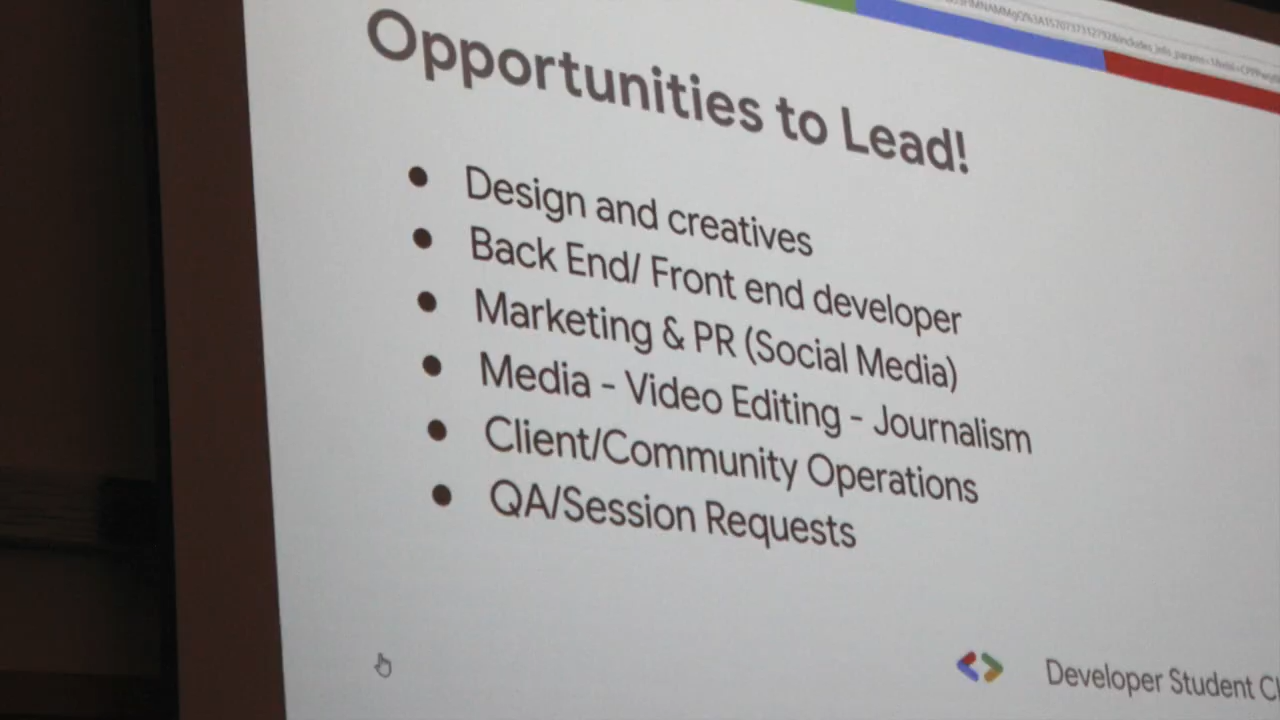 Opportunities to Lead!
● Design and creatives
● Back End/ Front end developer
● Marketing & PR (Social Media)
● Media - Video Editing - Journalism
● Client/Community Operations
● QA/Session Requests
Developer Student